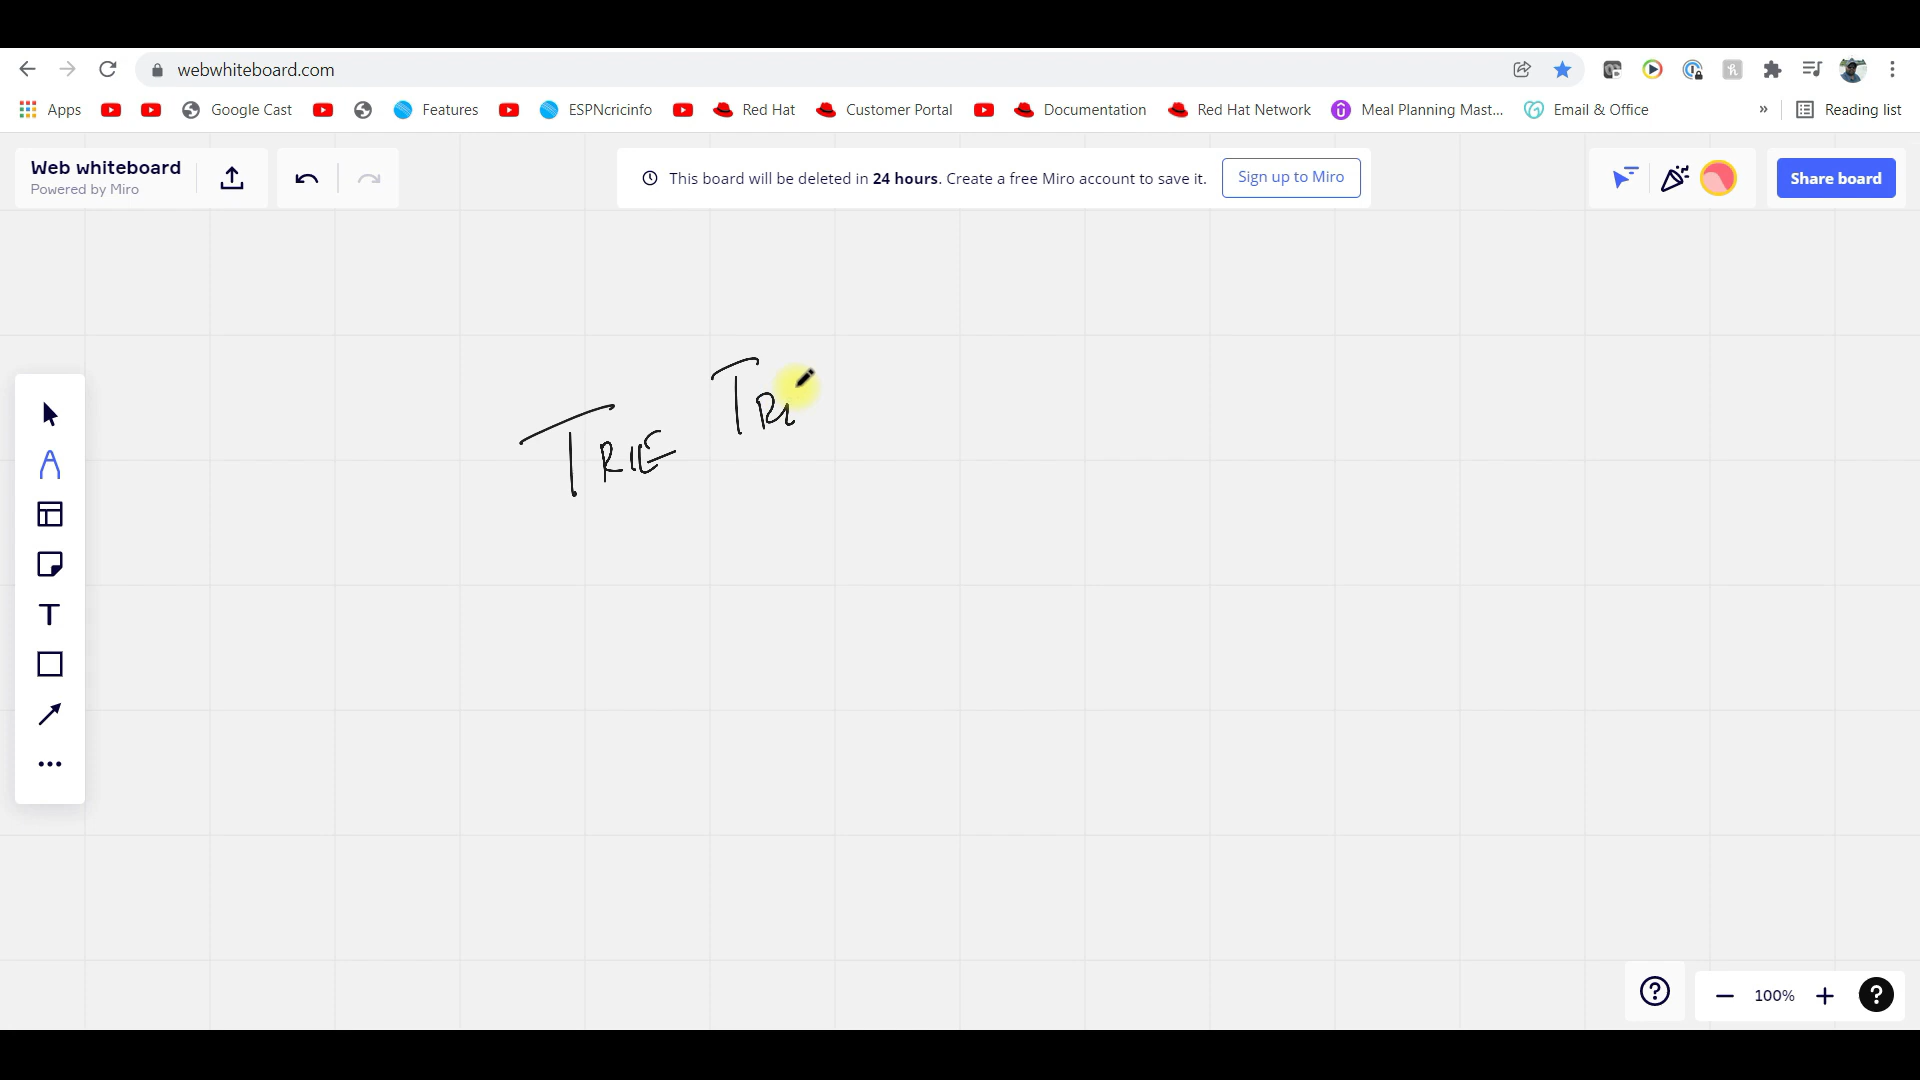 webwhiteboard.com
Apps Google Cast Features ESPNcricinfo Red Hat Customer Portal Documentation Red Hat Network Meal Planning Mast... Email & Office » Reading list
Web whiteboard
Powered by Miro
This board will be deleted in 24 hours. Create a free Miro account to save it. Sign up to Miro
Share board
TRIE
100%